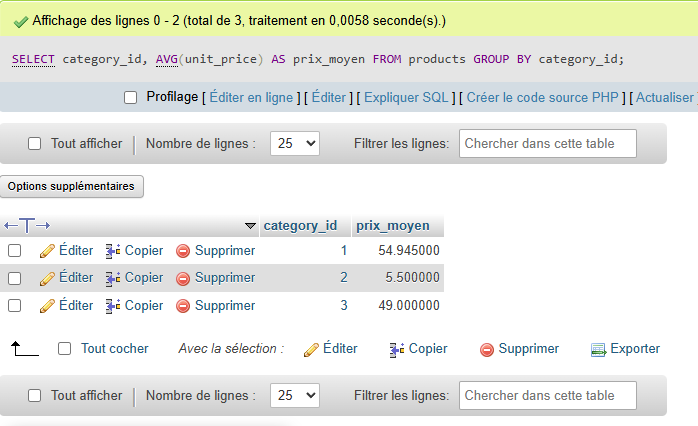 Affichage des lignes 0 - 2 (total de 3, traitement en 0,0058 seconde(s).)
SELECT category_id, AVG(unit_price) AS prix_moyen FROM products GROUP BY category_id;
Profilage [ Éditer en ligne ] [ Éditer ] [ Expliquer SQL ] [ Créer le code source PHP ] [ Actualiser
Tout afficher Nombre de lignes : 25 Filtrer les lignes: Chercher dans cette table
Options supplémentaires
←T→ category_id prix_moyen
Éditer Copier Supprimer 1 54.945000
Éditer Copier Supprimer 2 5.500000
Éditer Copier Supprimer 3 49.000000
Tout cocher Avec la sélection : Éditer Copier Supprimer Exporter
Tout afficher Nombre de lignes : 25 Filtrer les lignes: Chercher dans cette table